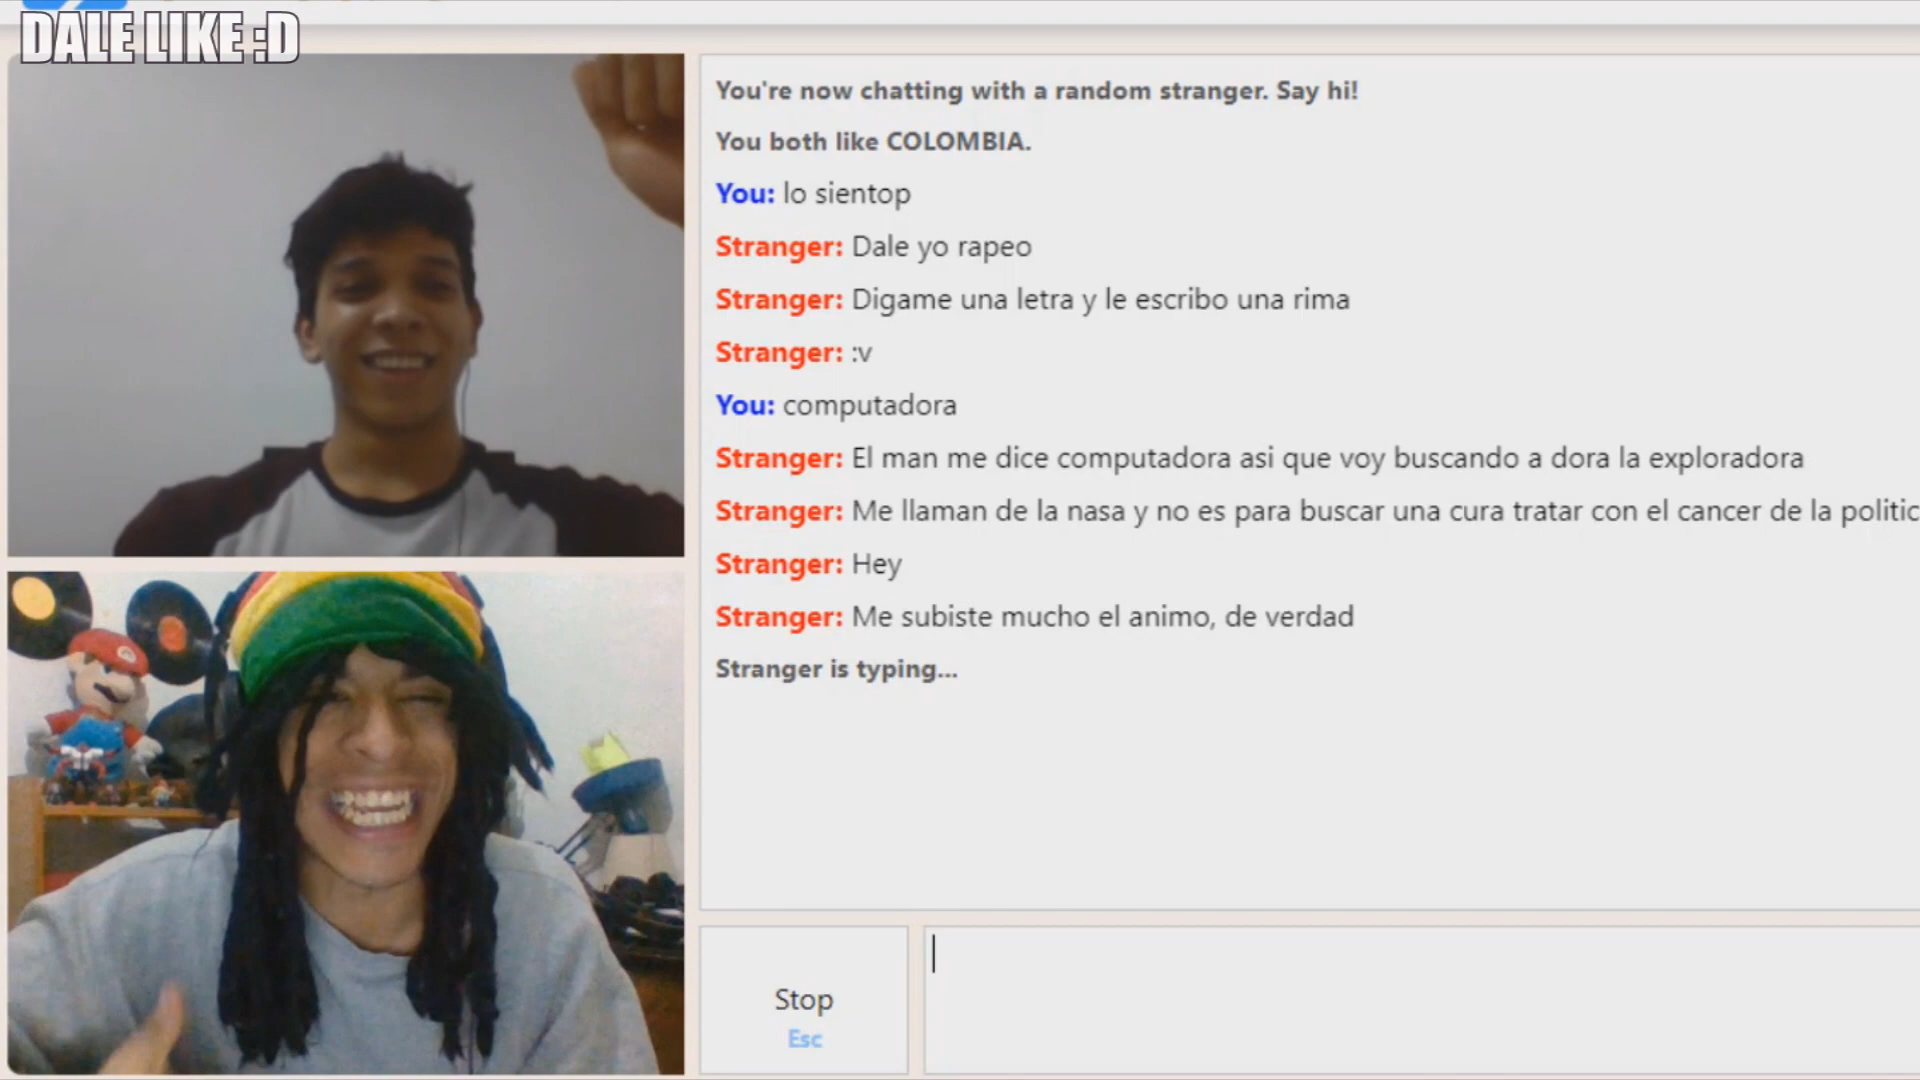 DALE LIKE :D
You're now chatting with a random stranger. Say hi!
You both like COLOMBIA.
You: lo sientop
Stranger: Dale yo rapeo
Stranger: Digame una letra y le escribo una rima
Stranger: :v
You: computadora
Stranger: El man me dice computadora asi que voy buscando a dora la exploradora
Stranger: Me llaman de la nasa y no es para buscar una cura tratar con el cancer de la politic
Stranger: Hey
Stranger: Me subiste mucho el animo, de verdad
Stranger is typing...
Stop
Esc